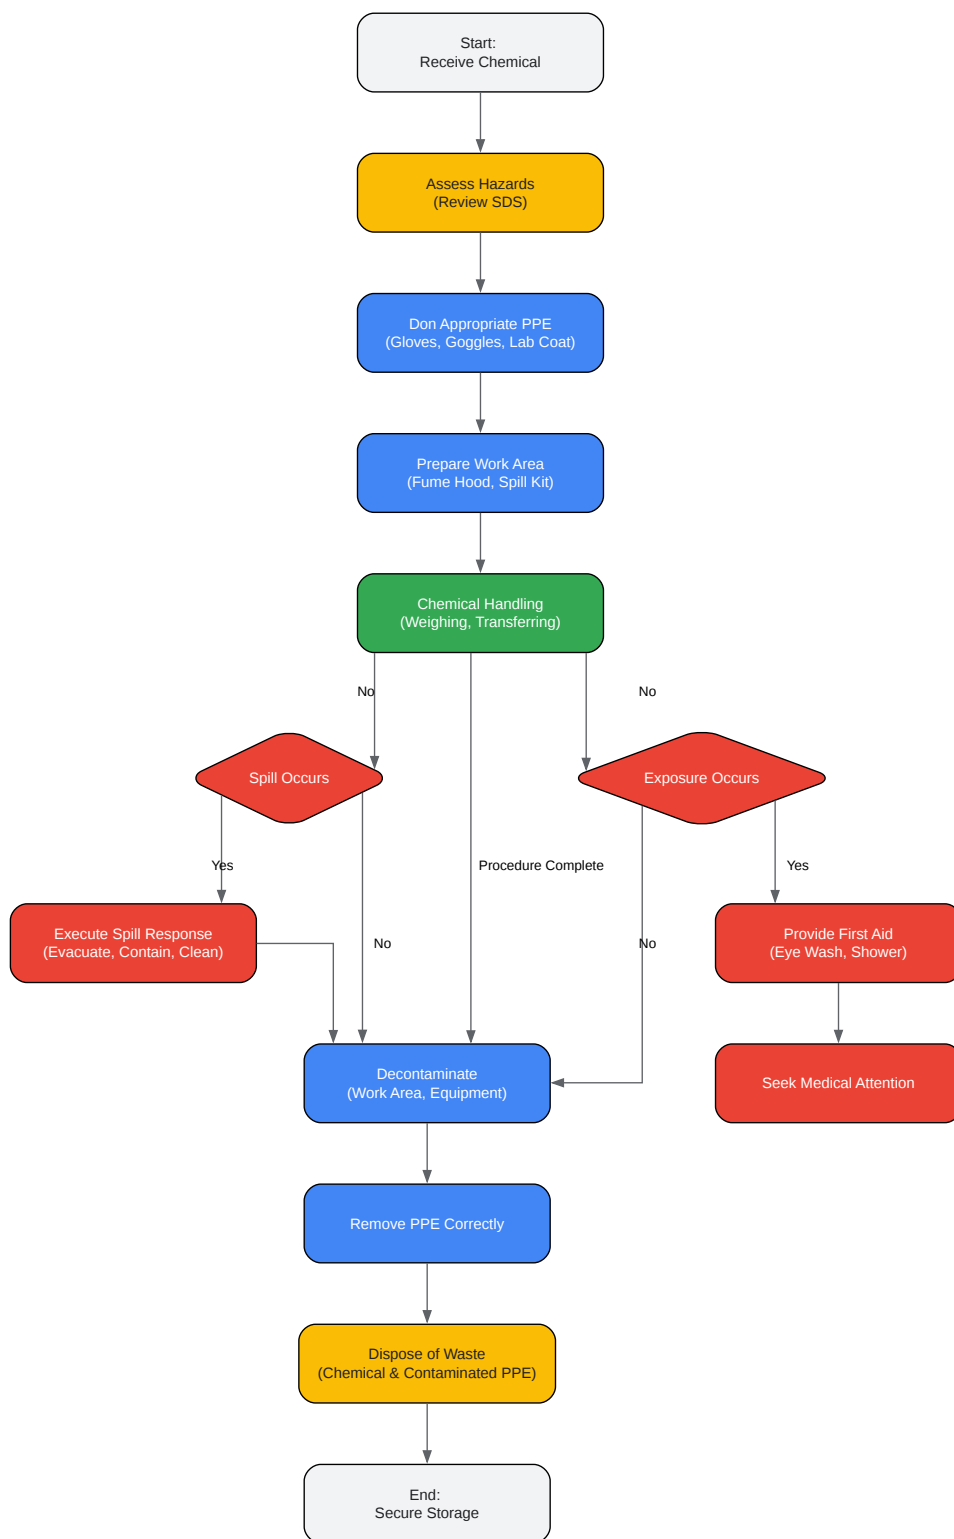 Start:
Receive Chemical
Assess Hazards
(Review SDS)
Don Appropriate PPE
(Gloves, Goggles, Lab Coat)
Prepare Work Area
(Fume Hood, Spill Kit)
Chemical Handling
(Weighing, Transferring)
No
No
Spill Occurs
Exposure Occurs
Yes
Procedure Complete
Yes
Execute Spill Response
(Evacuate, Contain, Clean)
No
No
Provide First Aid
(Eye Wash, Shower)
Decontaminate
(Work Area, Equipment)
Seek Medical Attention
Remove PPE Correctly
Dispose of Waste
(Chemical & Contaminated PPE)
End:
Secure Storage